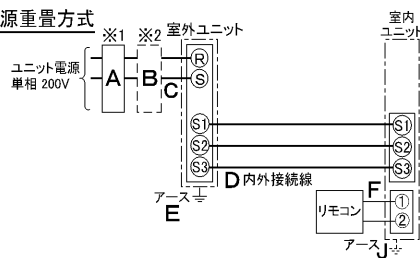 源重畳方式
※1
※2
室外ユニット
室内
ユニット
ユニット電源
単相 200V
A
B
C
R
S
S1
S2
S3
S1
S2
S3
D 内外接続線
アース
E
F
リモコン
①
②
アース
J